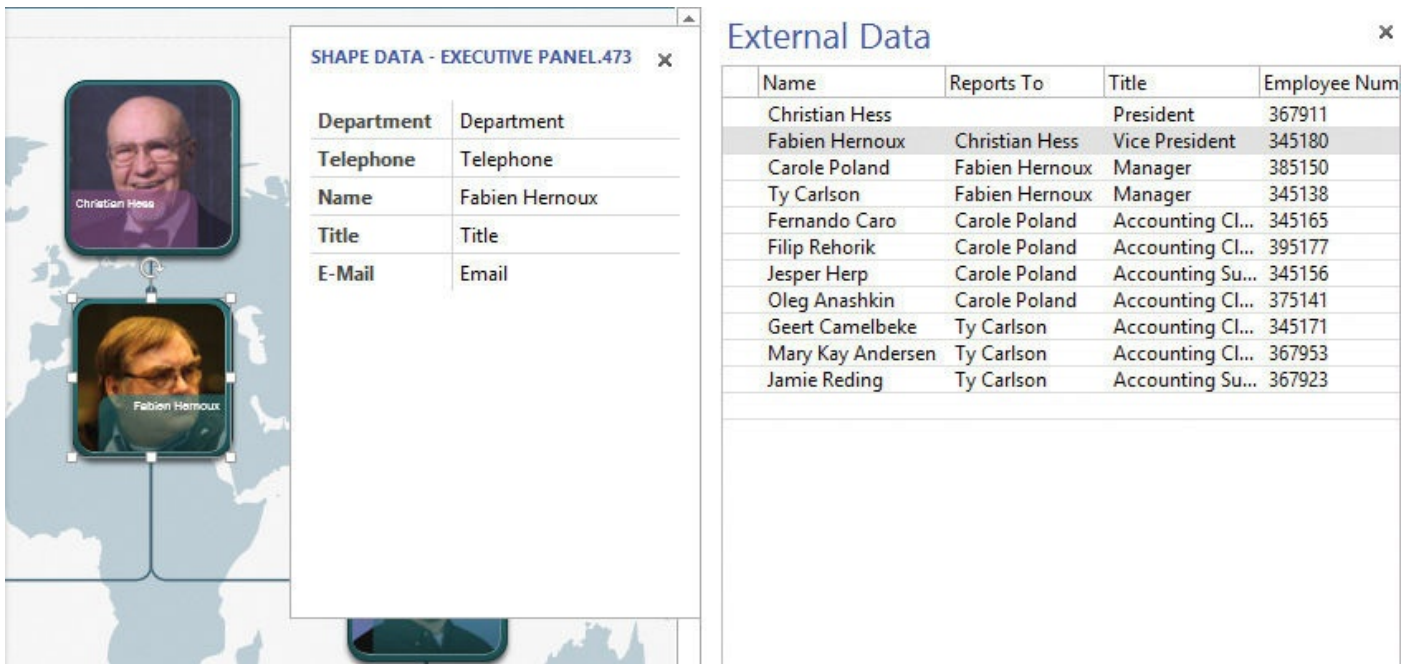 Christian Hess
Fabien Hernoux
SHAPE DATA - EXECUTIVE PANEL.473
Department Department
Telephone Telephone
Name Fabien Hernoux
Title Title
E-Mail Email
External Data
Name Reports To Title Employee Num
Christian Hess President 367911
Fabien Hernoux Christian Hess Vice President 345180
Carole Poland Fabien Hernoux Manager 385150
Ty Carlson Fabien Hernoux Manager 345138
Fernando Caro Carole Poland Accounting Cl... 345165
Filip Rehorik Carole Poland Accounting Cl... 395177
Jesper Herp Carole Poland Accounting Su... 345156
Oleg Anashkin Carole Poland Accounting Cl... 375141
Geert Camelbeke Ty Carlson Accounting Cl... 345171
Mary Kay Andersen Ty Carlson Accounting Cl... 367953
Jamie Reding Ty Carlson Accounting Su... 367923